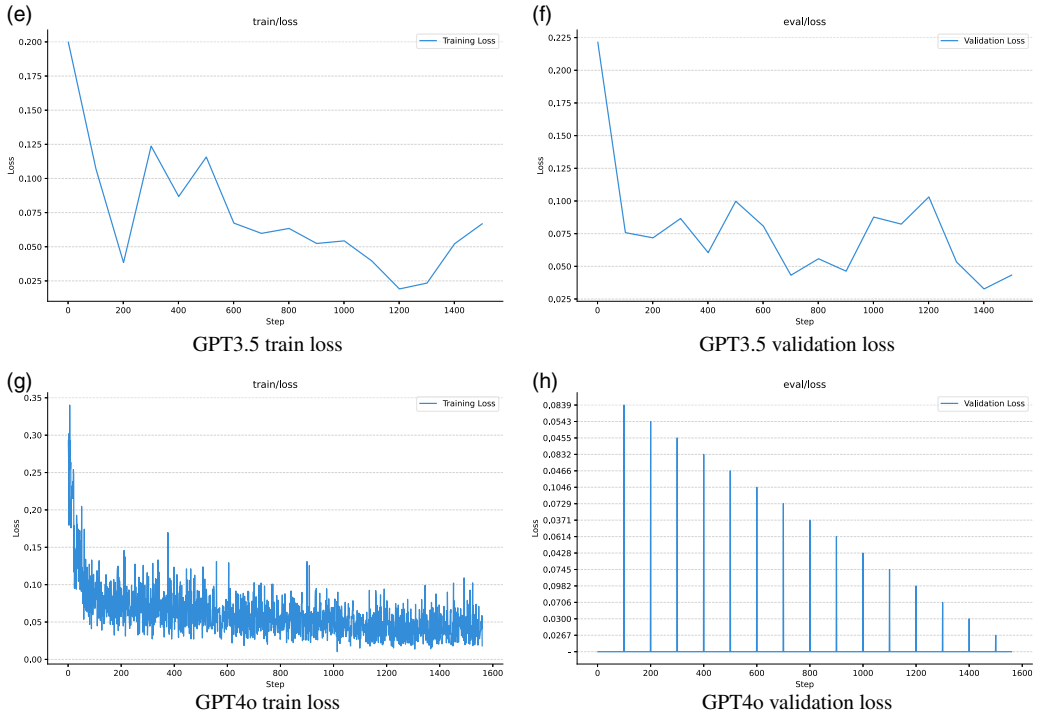 (e)
train/loss
Training Loss
0.200
0.175
0.150
0.125
0.100
0.075
0.050
0.025
Loss
0 200 400 600 800 1000 1200 1400
Step
GPT3.5 train loss
(f)
eval/loss
Validation Loss
0.225
0.200
0.175
0.150
0.125
0.100
0.075
0.050
0.025
Loss
0 200 400 600 800 1000 1200 1400
Step
GPT3.5 validation loss
(g)
train/loss
Training Loss
0.35
0.30
0.25
0.20
0.15
0.10
0.05
0.00
Loss
0 200 400 600 800 1000 1200 1400 1600
Step
GPT4o train loss
(h)
eval/loss
Validation Loss
0.0839
0.0543
0.0455
0.0832
0.0466
0.1046
0.0729
0.0371
0.0614
0.0428
0.0745
0.0982
0.0706
0.0300
0.0267
-
Loss
0 200 400 600 800 1000 1200 1400 1600
Step
GPT4o validation loss